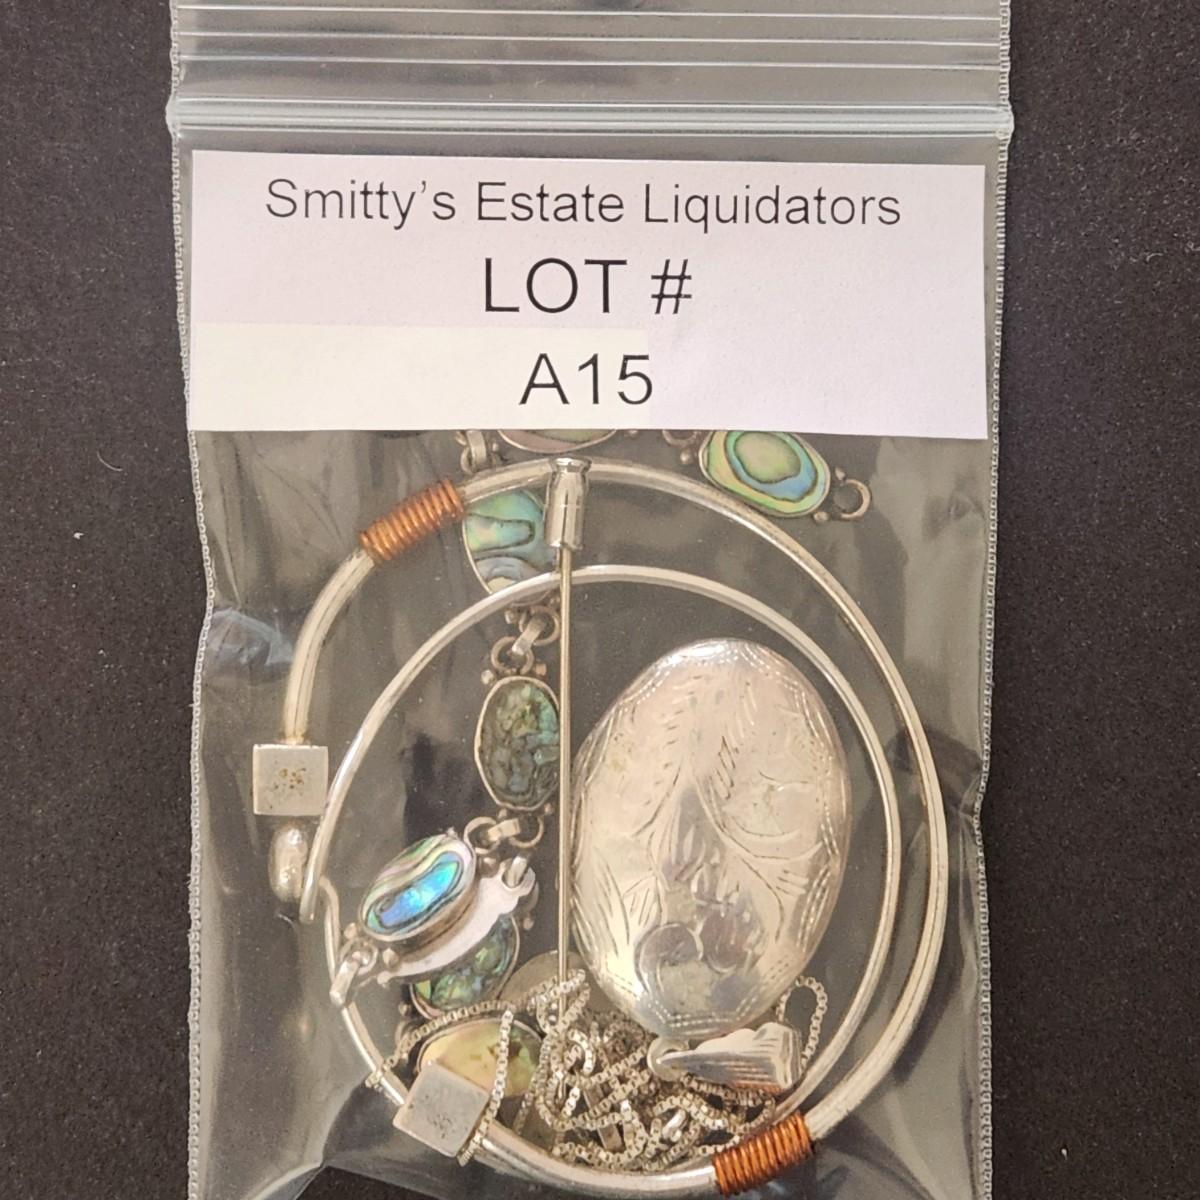 Smitty's Estate Liquidators
LOT #
A15